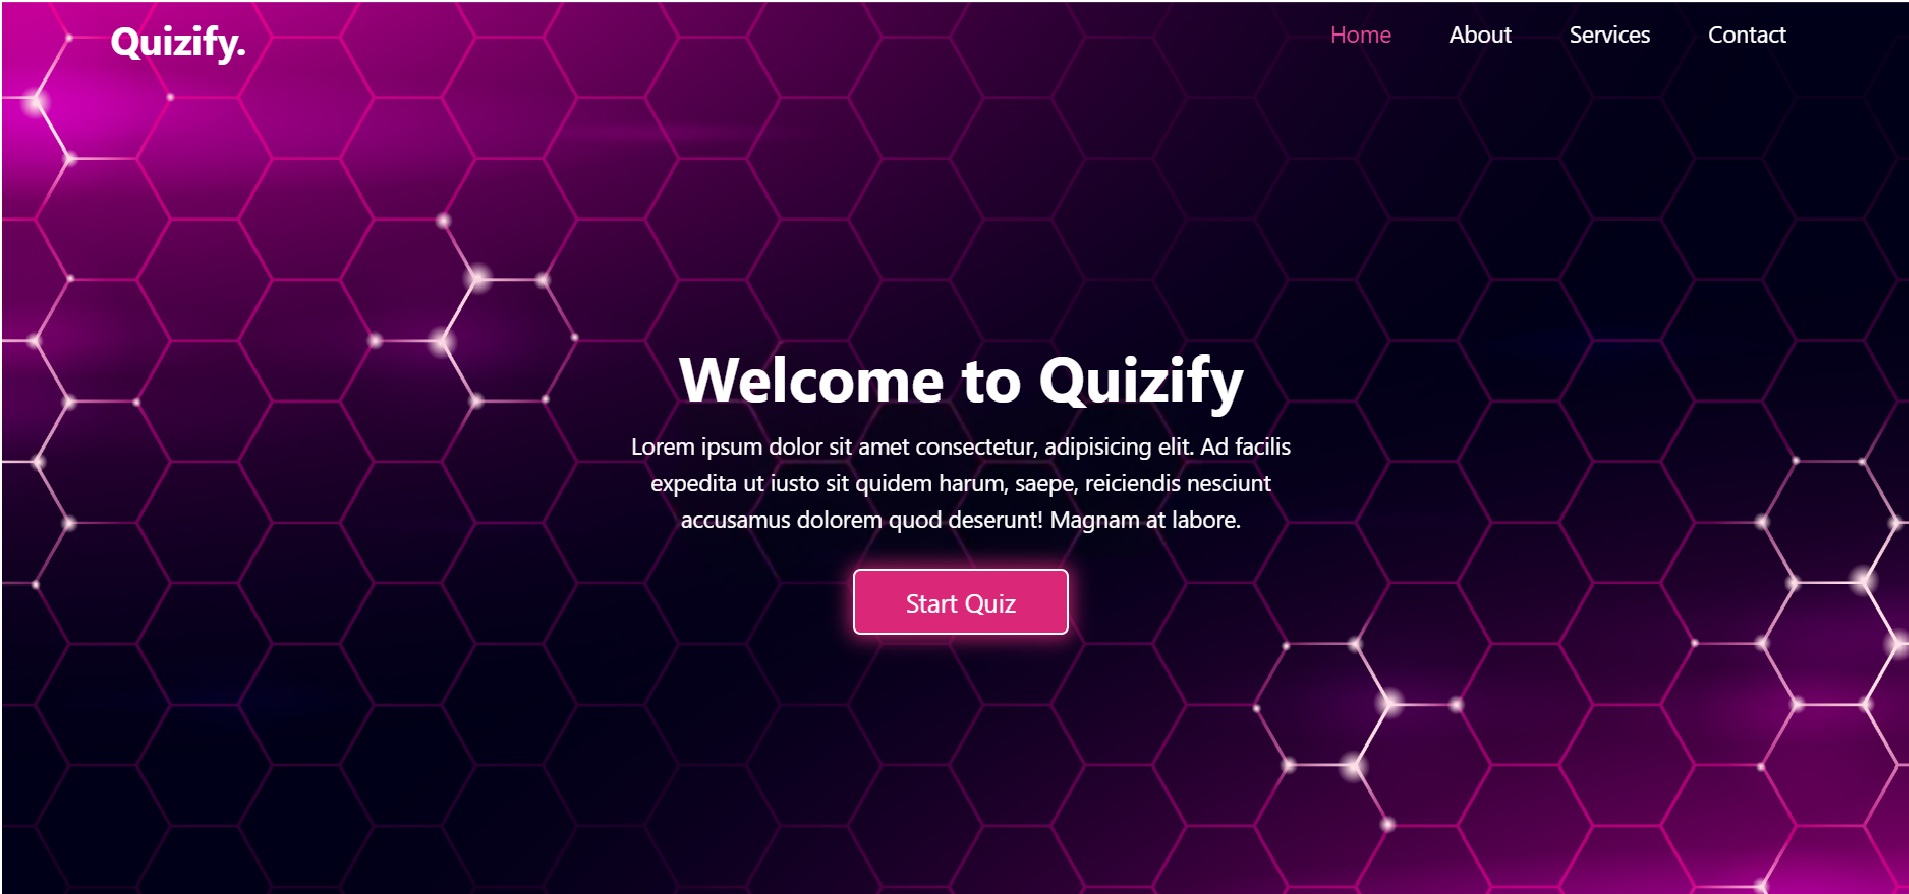 Quizify.
Home About Services Contact
Welcome to Quizify
Lorem ipsum dolor sit amet consectetur, adipisicing elit. Ad facilis
expedita ut iusto sit quidem harum, saepe, reiciendis nesciunt
accusamus dolorem quod deserunt! Magnam at labore.
Start Quiz